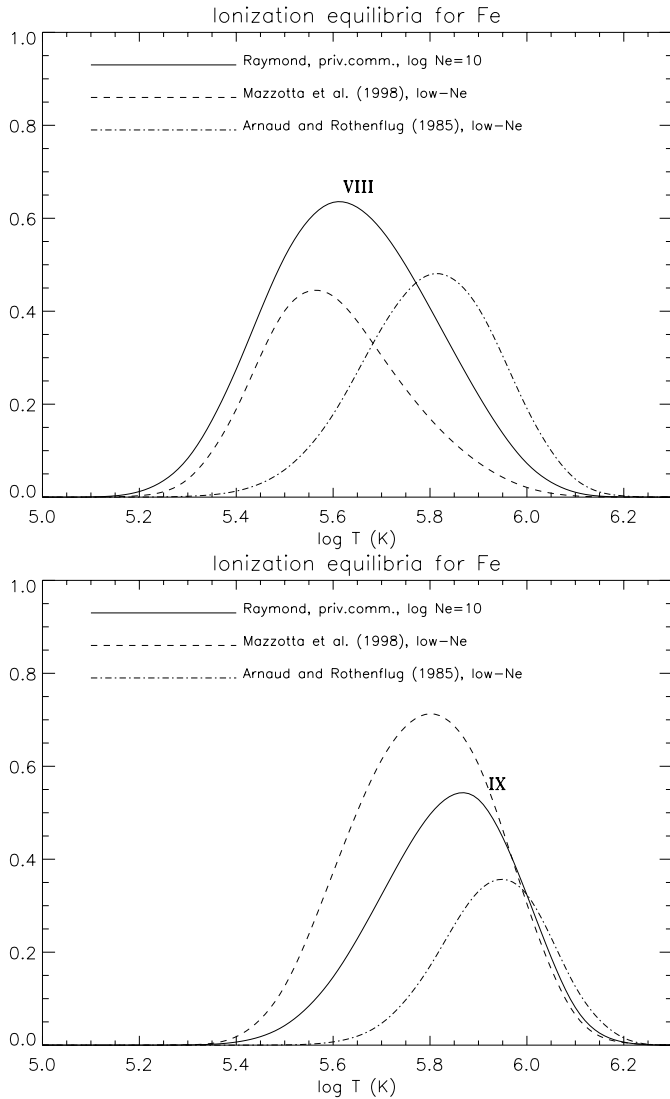 Ionization equilibria for Fe
1.0
Raymond, priv.comm., log Ne=10
Mazzotta et al. (1998), low-Ne
0.8
Arnaud and Rothenflug (1985), low-Ne
VIII
0.6
0.4
0.2
0.0
5.0 5.2 5.4 5.6 5.8 6.0 6.2
log T (K)
Ionization equilibria for Fe
1.0
Raymond, priv.comm., log Ne=10
Mazzotta et al. (1998), low-Ne
0.8
Arnaud and Rothenflug (1985), low-Ne
0.6
IX
0.4
0.2
0.0
5.0 5.2 5.4 5.6 5.8 6.0 6.2
log T (K)